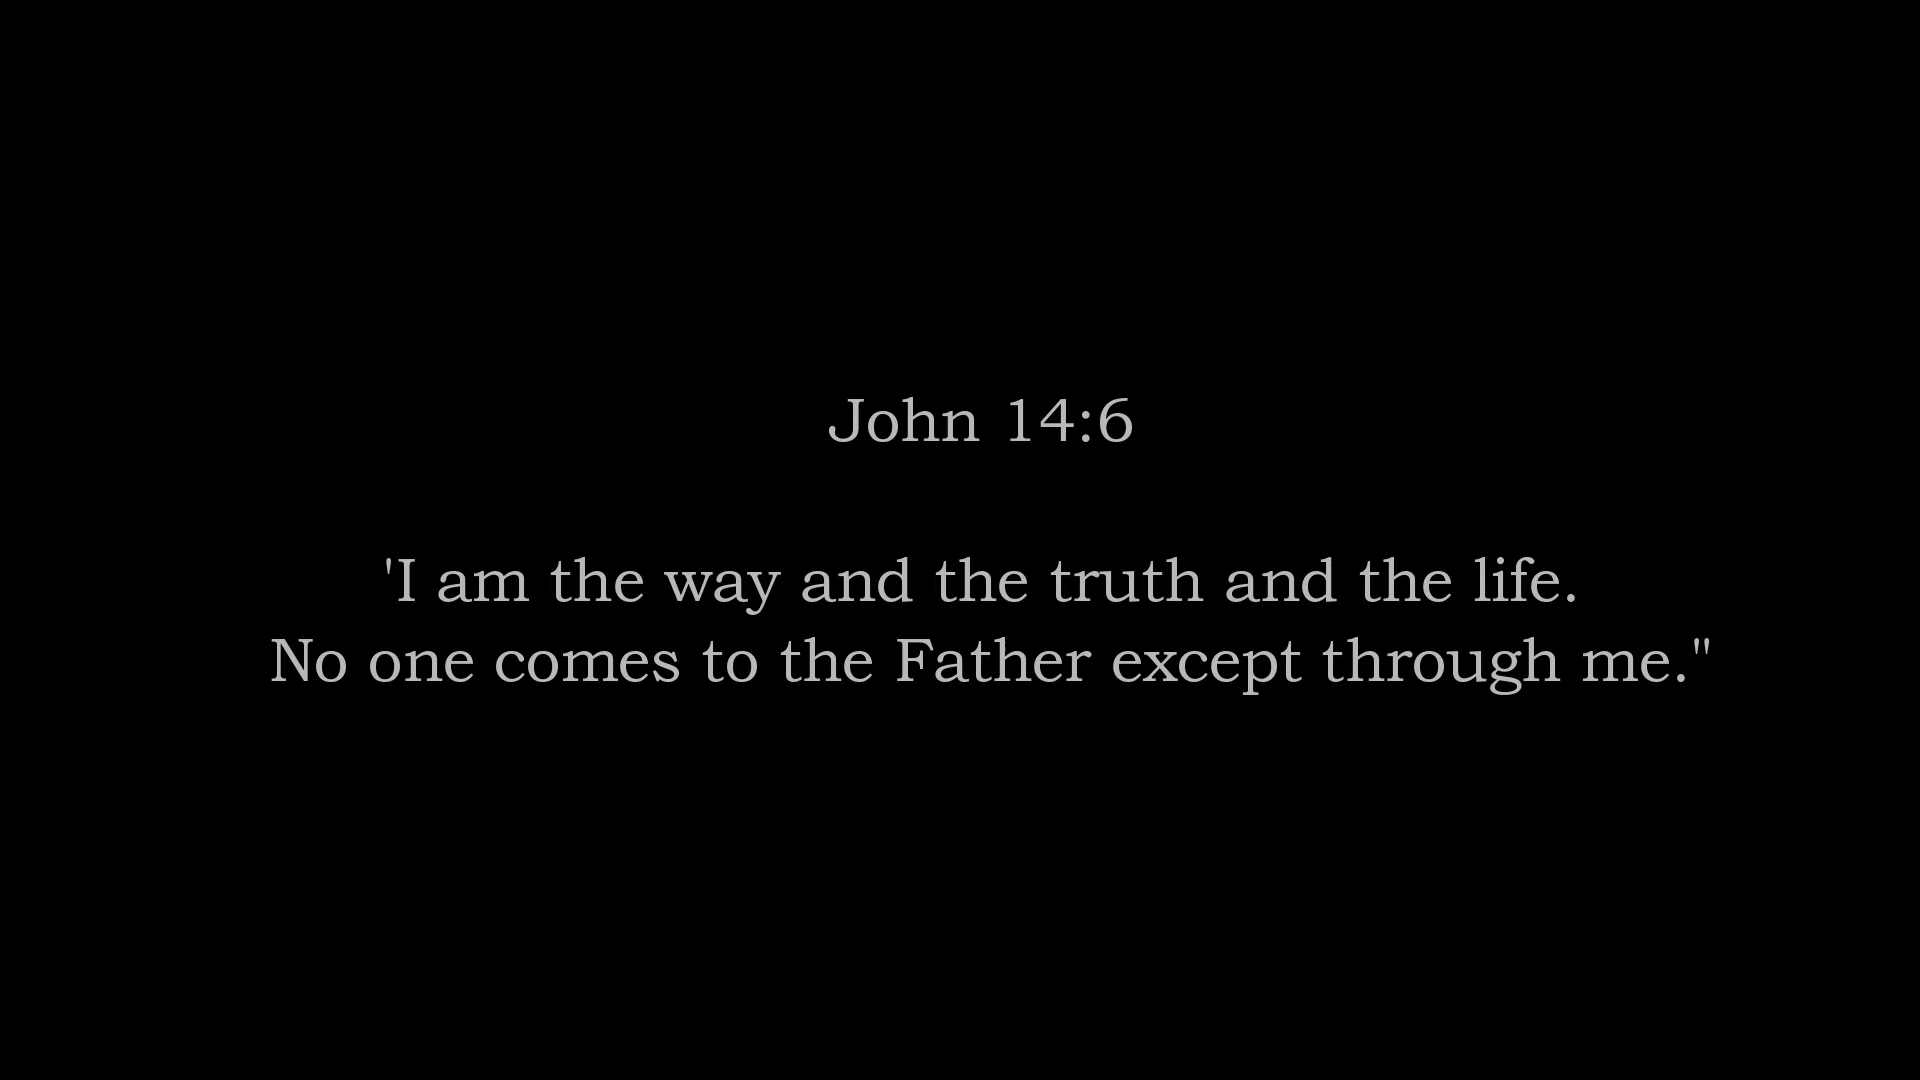 John 14:6
'I am the way and the truth and the life.
No one comes to the Father except through me."